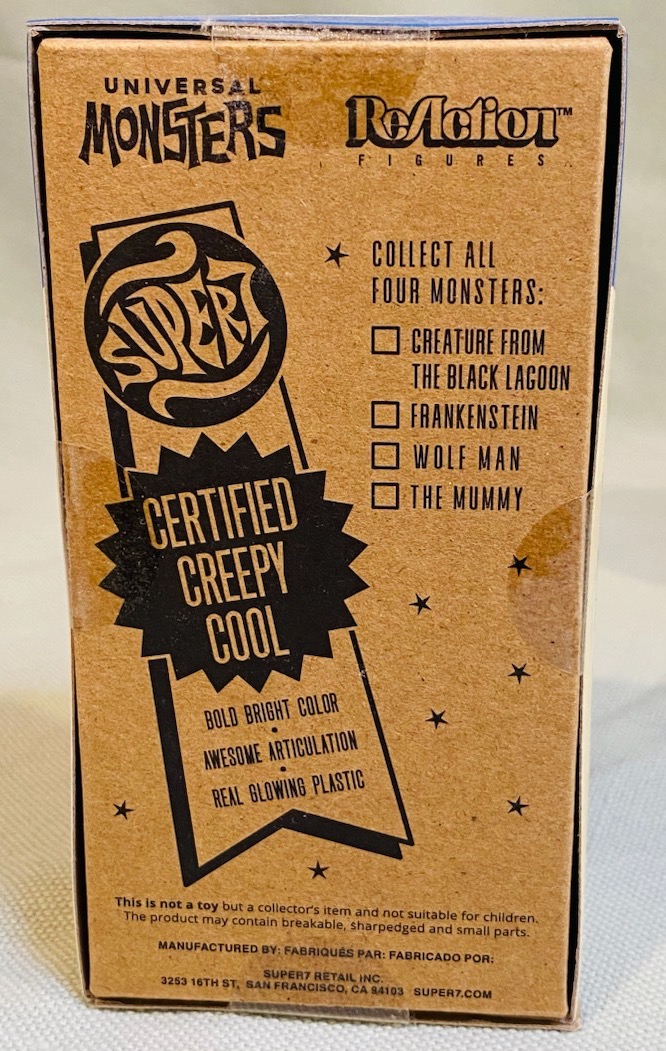 UNIVERSAL
MONSTERS
ReAction™
FIGURES
SUPER7
COLLECT ALL
FOUR MONSTERS:
CREATURE FROM
THE BLACK LAGOON
FRANKENSTEIN
WOLF MAN
THE MUMMY
CERTIFIED
CREEPY
COOL
BOLD BRIGHT COLOR
•
AWESOME ARTICULATION
•
REAL GLOWING PLASTIC
This is not a toy but a collector's item and not suitable for children.
The product may contain breakable, sharpedged and small parts.
MANUFACTURED BY: FABRIQUÉS PAR: FABRICADO POR:
SUPER7 RETAIL INC.
3253 16TH ST, SAN FRANCISCO, CA 94103 SUPER7.COM